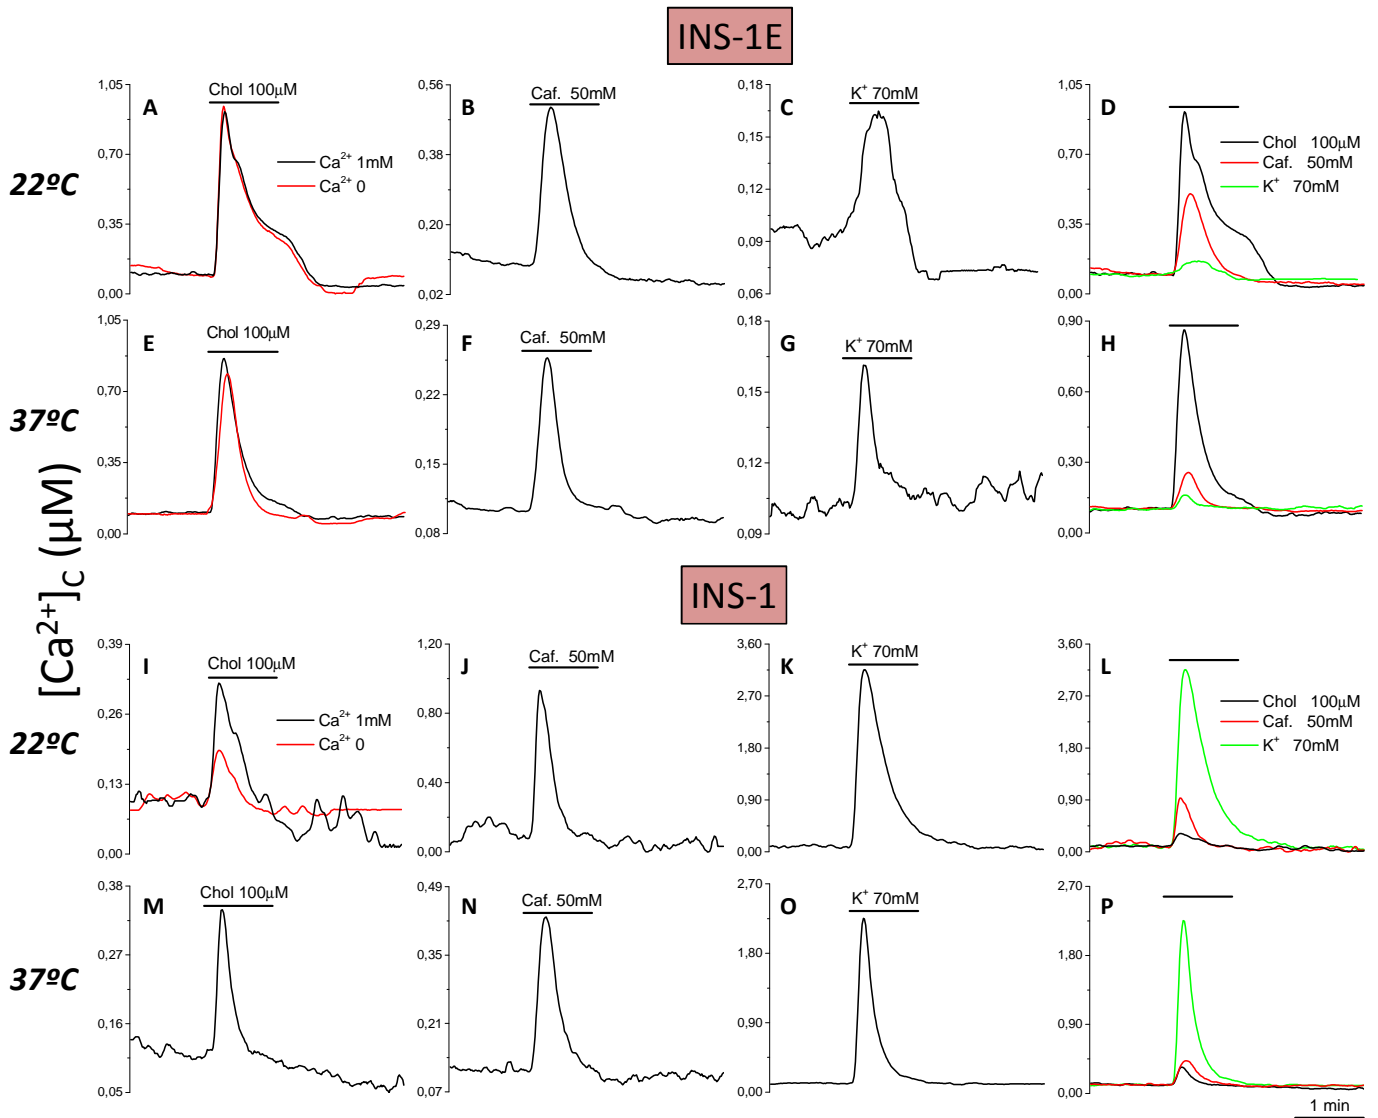 INS-1E
22ºC
A
Chol 100μM
Ca²⁺ 1mM
Ca²⁺ 0
1,05
0,70
0,35
0,00
B
Caf. 50mM
0,56
0,38
0,20
0,02
C
K⁺ 70mM
0,18
0,15
0,12
0,09
0,06
D
Chol 100μM
Caf. 50mM
K⁺ 70mM
1,05
0,70
0,35
0,00
37ºC
E
Chol 100μM
1,05
0,70
0,35
0,00
F
Caf. 50mM
0,29
0,22
0,15
0,08
G
K⁺ 70mM
0,18
0,15
0,12
0,09
H
0,90
0,60
0,30
0,00
[Ca²⁺]C (μM)
INS-1
22ºC
I
Chol 100μM
Ca²⁺ 1mM
Ca²⁺ 0
0,39
0,26
0,13
0,00
J
Caf. 50mM
1,20
0,80
0,40
0,00
K
K⁺ 70mM
3,60
2,70
1,80
0,90
0,00
L
Chol 100μM
Caf. 50mM
K⁺ 70mM
3,60
2,70
1,80
0,90
0,00
37ºC
M
Chol 100μM
0,38
0,27
0,16
0,05
N
Caf. 50mM
0,49
0,35
0,21
0,07
O
K⁺ 70mM
2,70
1,80
0,90
0,00
P
2,70
1,80
0,90
0,00
1 min